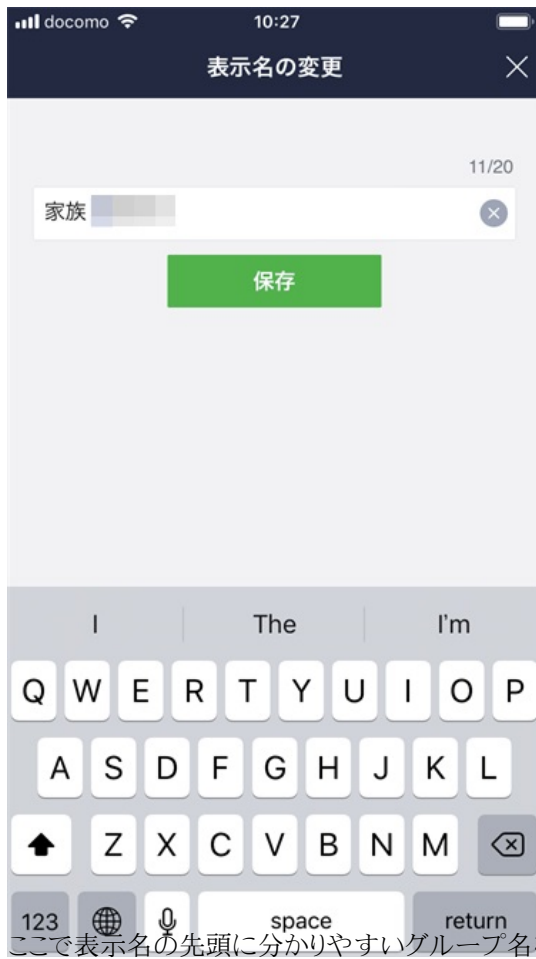 docomo 10:27
表示名の変更
11/20
家族
保存
I The I'm
Q W E R T Y U I O P
A S D F G H J K L
Z X C V B N M
123 space return
ここで表示名の先頭に分かりやすいグループ名